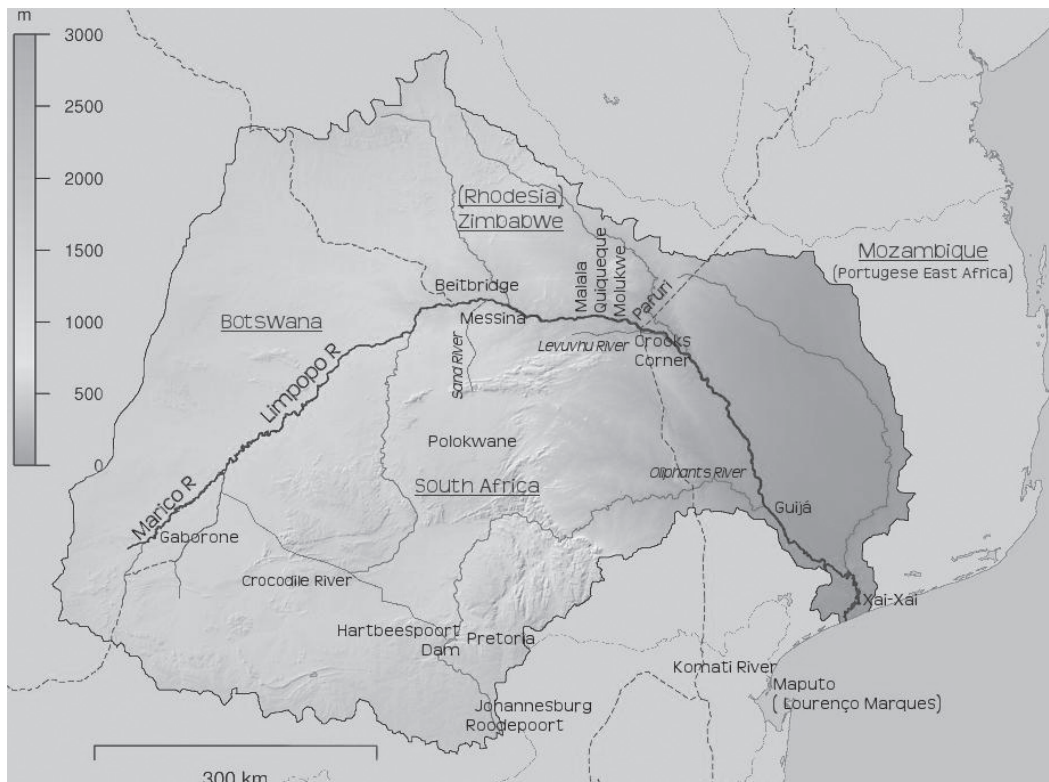 m
3000
2500
2000
1500
1000
500
0
(Rhodesia)
Zimbabwe
Mozambique
(Portugese East Africa)
Malala
Quiqueque
Molukwe
Pafuri
Beitbridge
Messina
Botswana
Levuvhu River
Crooks
Corner
Sand River
Limpopo R
Polokwane
South Africa
Oliphants River
Marico R
Gaborone
Guijá
Crocodile River
Xai-Xai
Hartbeespoort
Dam
Pretoria
Komati River
Maputo
( Lourenço Marques)
Johannesburg
Roodepoort
300 km